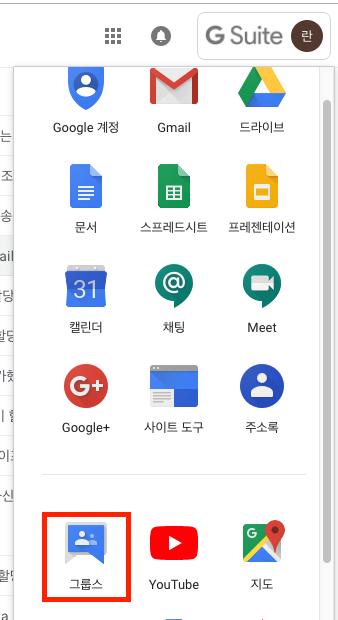 G Suite
란
Google 계정
Gmail
드라이브
문서
스프레드시트
프레젠테이션
31
캘린더
@
채팅
Meet
G+
Google+
사이트 도구
주소록
그룹스
YouTube
G
지도